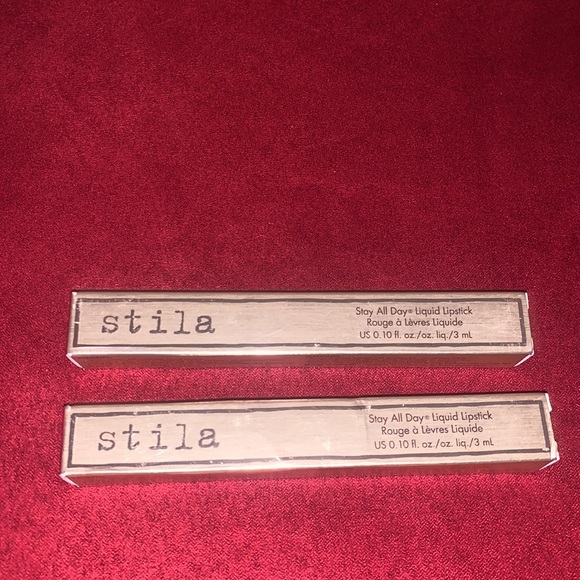 stila
Stay All Day® Liquid Lipstick
Rouge à Lèvres Liquide
US 0.10 fl. oz./oz. liq./3 mL
stila
Stay All Day® Liquid Lipstick
Rouge à Lèvres Liquide
US 0.10 fl. oz./oz. liq./3 mL